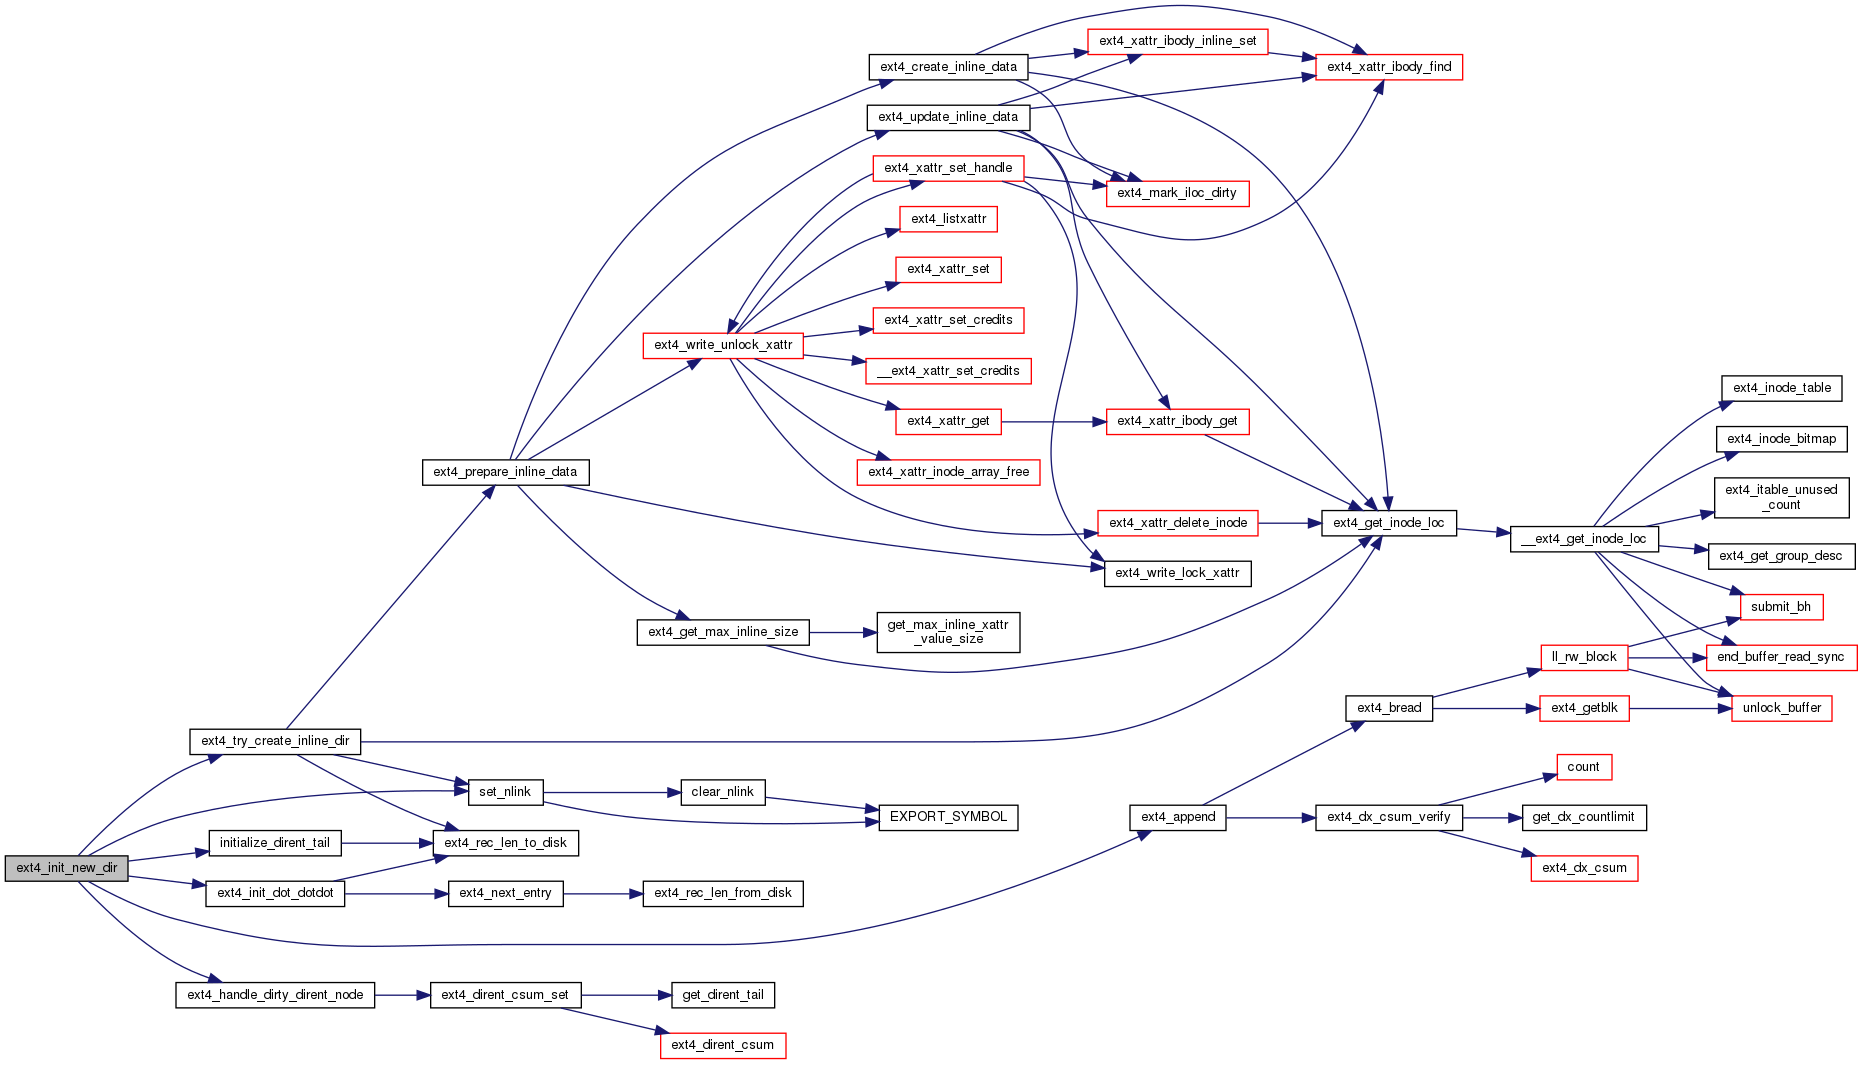 ext4_create_inline_data
ext4_xattr_ibody_inline_set
ext4_xattr_ibody_find
ext4_update_inline_data
ext4_xattr_set_handle
ext4_mark_iloc_dirty
ext4_listxattr
ext4_xattr_set
ext4_xattr_set_credits
ext4_write_unlock_xattr
__ext4_xattr_set_credits
ext4_xattr_get
ext4_xattr_ibody_get
ext4_prepare_inline_data
ext4_xattr_inode_array_free
ext4_xattr_delete_inode
ext4_get_inode_loc
__ext4_get_inode_loc
ext4_inode_table
ext4_inode_bitmap
ext4_itable_unused
_count
ext4_get_group_desc
ext4_write_lock_xattr
submit_bh
ext4_get_max_inline_size
get_max_inline_xattr
_value_size
ll_rw_block
end_buffer_read_sync
ext4_bread
ext4_getblk
unlock_buffer
ext4_try_create_inline_dir
set_nlink
clear_nlink
EXPORT_SYMBOL
count
ext4_append
ext4_dx_csum_verify
get_dx_countlimit
initialize_dirent_tail
ext4_rec_len_to_disk
ext4_init_new_dir
ext4_dx_csum
ext4_init_dot_dotdot
ext4_next_entry
ext4_rec_len_from_disk
ext4_handle_dirty_dirent_node
ext4_dirent_csum_set
get_dirent_tail
ext4_dirent_csum